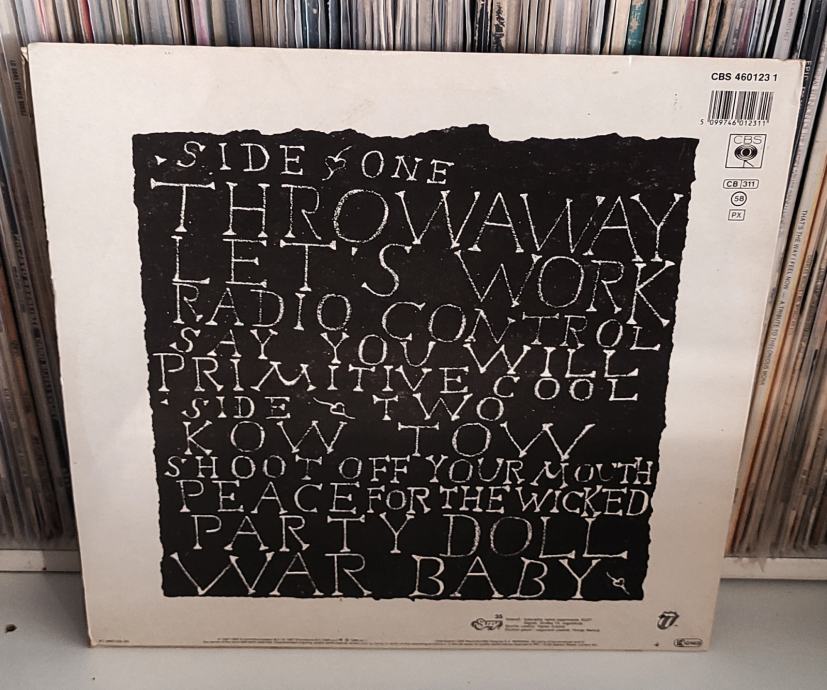 CBS 460123 1
5 099746 012311
CBS
CB 311
58
PX
SIDE ONE
THROWAWAY
LET'S WORK
RADIO CONTROL
SAY YOU WILL
PRIMITIVE COOL
SIDE TWO
KOW TOW
SHOOT OFF YOUR MOUTH
PEACE FOR THE WICKED
PARTY DOLL
WAR BABY
35
Suzy